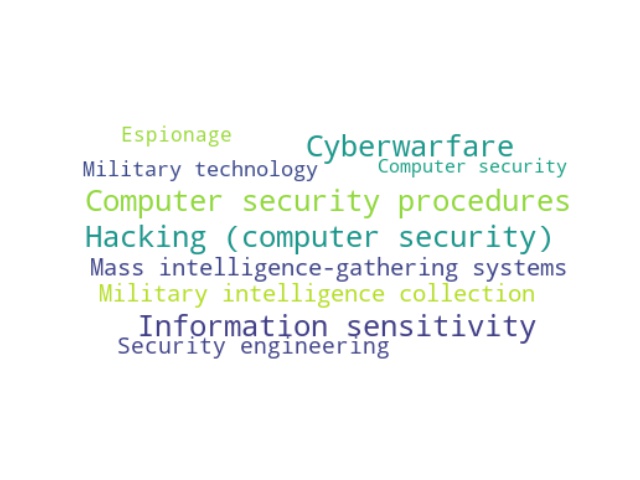 Espionage
Cyberwarfare
Military technology
Computer security
Computer security procedures
Hacking (computer security)
Mass intelligence-gathering systems
Military intelligence collection
Information sensitivity
Security engineering